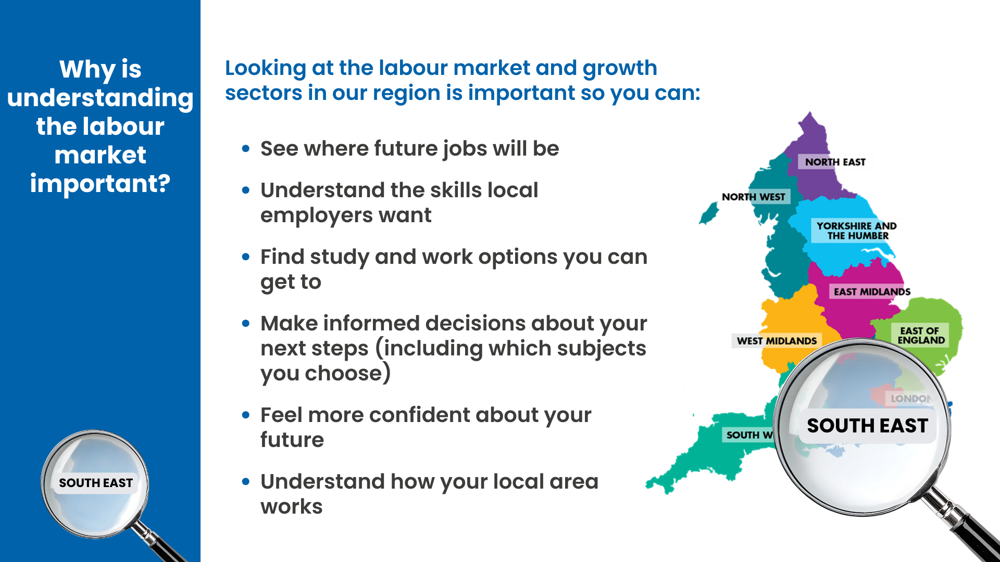 Why is
understanding
the labour
market
important?
Looking at the labour market and growth
sectors in our region is important so you can:
• See where future jobs will be
• Understand the skills local
employers want
• Find study and work options you can
get to
• Make informed decisions about your
next steps (including which subjects
you choose)
• Feel more confident about your
future
• Understand how your local area
works
NORTH EAST
NORTH WEST
YORKSHIRE AND
THE HUMBER
EAST MIDLANDS
EAST OF
ENGLAND
WEST MIDLANDS
LONDON
SOUTH W
SOUTH EAST
SOUTH EAST